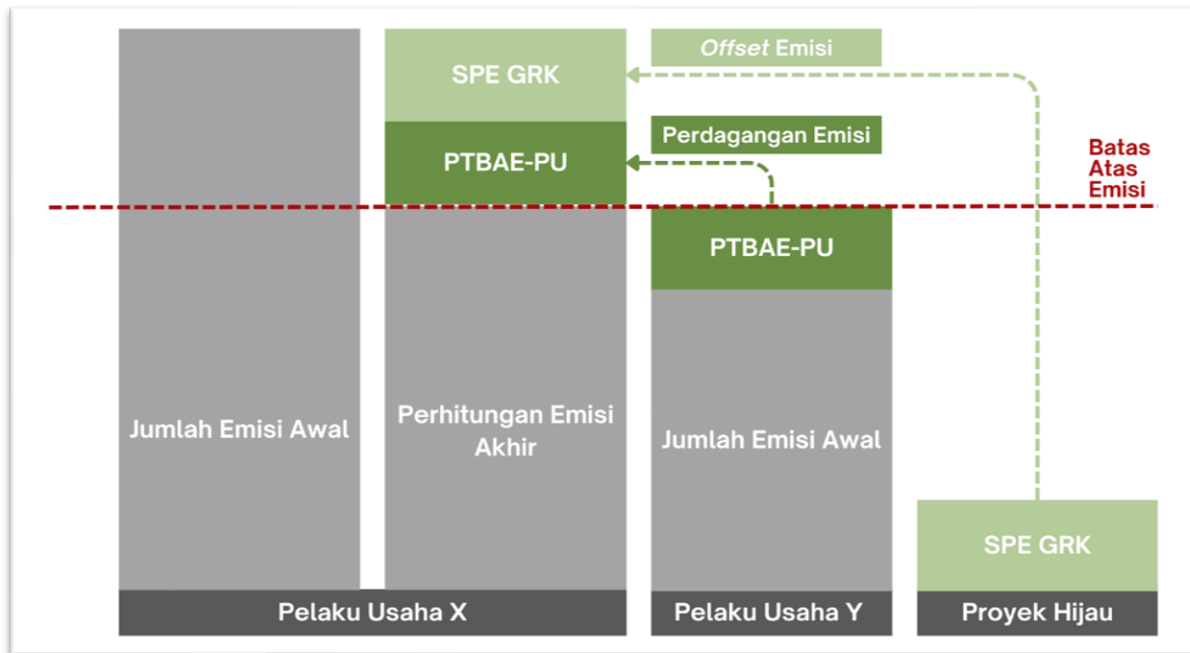 SPE GRK
Offset Emisi
PTBAE-PU
Perdagangan Emisi
Batas
Atas
Emisi
PTBAE-PU
Jumlah Emisi Awal
Perhitungan Emisi
Akhir
Jumlah Emisi Awal
SPE GRK
Pelaku Usaha X
Pelaku Usaha Y
Proyek Hijau